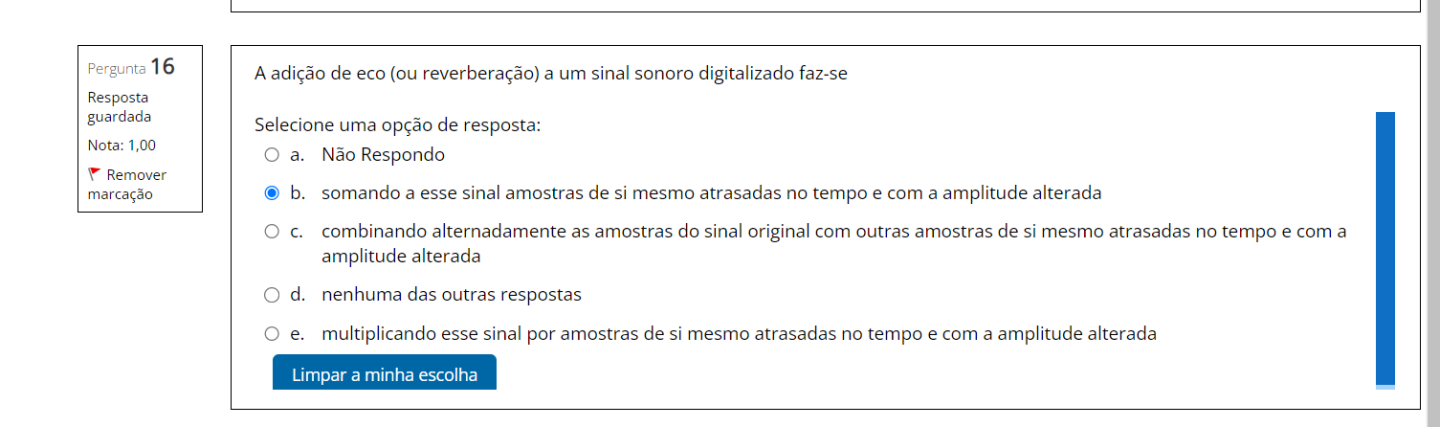 Pergunta 16
Resposta
guardada
Nota: 1,00
Remover
marcação
A adição de eco (ou reverberação) a um sinal sonoro digitalizado faz-se
Selecione uma opção de resposta:
a. Não Respondo
b. somando a esse sinal amostras de si mesmo atrasadas no tempo e com a amplitude alterada
c. combinando alternadamente as amostras do sinal original com outras amostras de si mesmo atrasadas no tempo e com a
amplitude alterada
d. nenhuma das outras respostas
e. multiplicando esse sinal por amostras de si mesmo atrasadas no tempo e com a amplitude alterada
Limpar a minha escolha